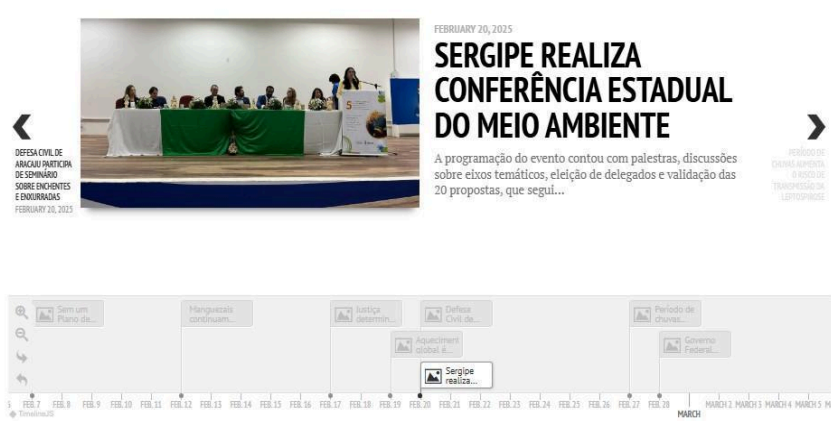 FEBRUARY 20, 2025
SERGIPE REALIZA
CONFERÊNCIA ESTADUAL
DO MEIO AMBIENTE
A programação do evento contou com palestras, discussões
sobre eixos temáticos, eleição de delegados e validação das
20 propostas, que segui...
DEFESA CIVIL DE
ARACAJU PARTICIPA
DE SEMINÁRIO
SOBRE ENCHENTES
E ENXURRADAS
FEBRUARY 20, 2025
PERÍODO DE
CHUVAS AUMENTA
O RISCO DE
TRANSMISSÃO DA
LEPTOSPIROSE
5
Sem um
Plano de...
Manguezais
continuam...
Justiça
determin...
Defesa
Civil de...
Período de
chuvas...
Aqueciment
global é...
Governo
Federal...
Sergipe
realiza...
FEB. 7 FEB. 8 FEB. 9 FEB. 10 FEB. 11 FEB. 12 FEB. 13 FEB. 14 FEB. 15 FEB. 16 FEB. 17 FEB. 18 FEB. 19 FEB. 20 FEB. 21 FEB. 22 FEB. 23 FEB. 24 FEB. 25 FEB. 26 FEB. 27 FEB. 28 MARCH 2 MARCH 3 MARCH 4 MARCH 5 M
MARCH
TimelineJS